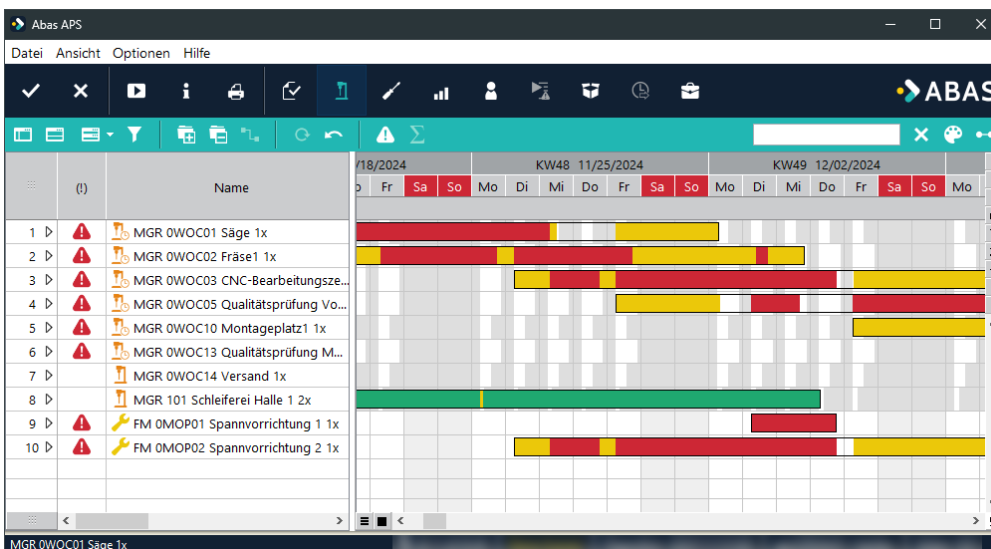 Abas APS
Datei Ansicht Optionen Hilfe
ABAS
/18/2024 KW48 11/25/2024 KW49 12/02/2024
(!) Name Fr Sa So Mo Di Mi Do Fr Sa So Mo Di Mi Do Fr Sa So Mo
1 MGR 0WOC01 Säge 1x
2 MGR 0WOC02 Fräse1 1x
3 MGR 0WOC03 CNC-Bearbeitungsze...
4 MGR 0WOC05 Qualitätsprüfung Vo...
5 MGR 0WOC10 Montageplatz1 1x
6 MGR 0WOC13 Qualitätsprüfung M...
7 MGR 0WOC14 Versand 1x
8 MGR 101 Schleiferei Halle 1 2x
9 FM 0MOP01 Spannvorrichtung 1 1x
10 FM 0MOP02 Spannvorrichtung 2 1x
MGR 0WOC01 Säge 1x